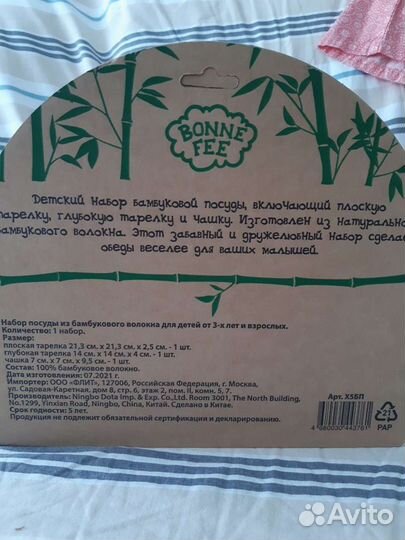 BONNE
FEE
Детский набор бамбуковой посуды, включающий плоскую
тарелку, глубокую тарелку и чашку. Изготовлен из натурально
бамбукового волокна. Этот забавный и дружелюбный набор сделае
обеды веселее для ваших малышей.
Набор посуды из бамбукового волокна для детей от 3-х лет и взрослых.
Количество: 1 набор.
Размер:
плоская тарелка 21,3 см. х 21,3 см. х 2,5 см. - 1 шт.
глубокая тарелка 14 см. х 14 см. х 4 см. - 1 шт.
чашка 7 см. х 7 см. х 9,5 см. - 1 шт.
Состав: 100% бамбуковое волокно.
Дата изготовления: 07.2021 г.
Импортер: ООО «ФЛИТ», 127006, Российская Федерация, г. Москва,
ул. Садовая-Каретная, дом 8, стр. 6, эт. 2, пом. 1, ком. 5, оф. 7.
Производитель: Ningbo Dota Imp. & Exp. Co.,Ltd. Room 3001, The North Building,
No.1299, Yinxian Road, Ningbo, China, Китай. Сделано в Китае.
Срок годности: 5 лет.
Продукция не подлежит обязательной сертификации и декларированию.
Арт. Х5БП
21
PAP
Avito